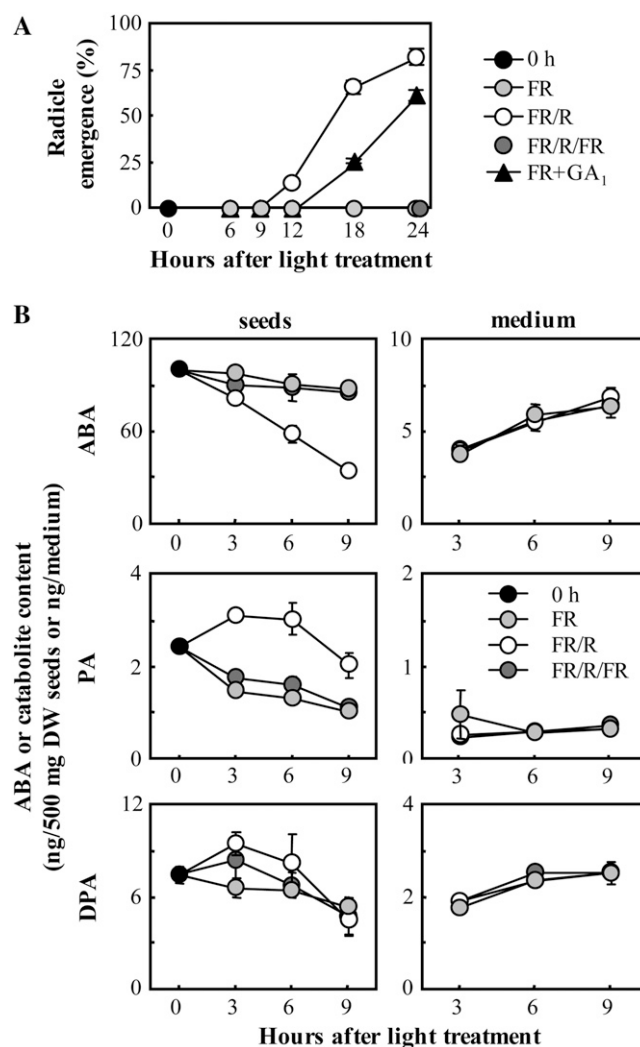 A
Radicle
emergence (%)
100
75
50
25
0
0 6 9 12 18 24
Hours after light treatment
0 h
FR
FR/R
FR/R/FR
FR+GA1
B
seeds medium
ABA or catabolite content
(ng/500 mg DW seeds or ng/medium)
ABA
120
60
0
0 3 6 9
10
5
0
3 6 9
PA
4
2
0
0 3 6 9
2
1
0
3 6 9
0 h
FR
FR/R
FR/R/FR
DPA
12
6
0
0 3 6 9
4
2
0
3 6 9
Hours after light treatment